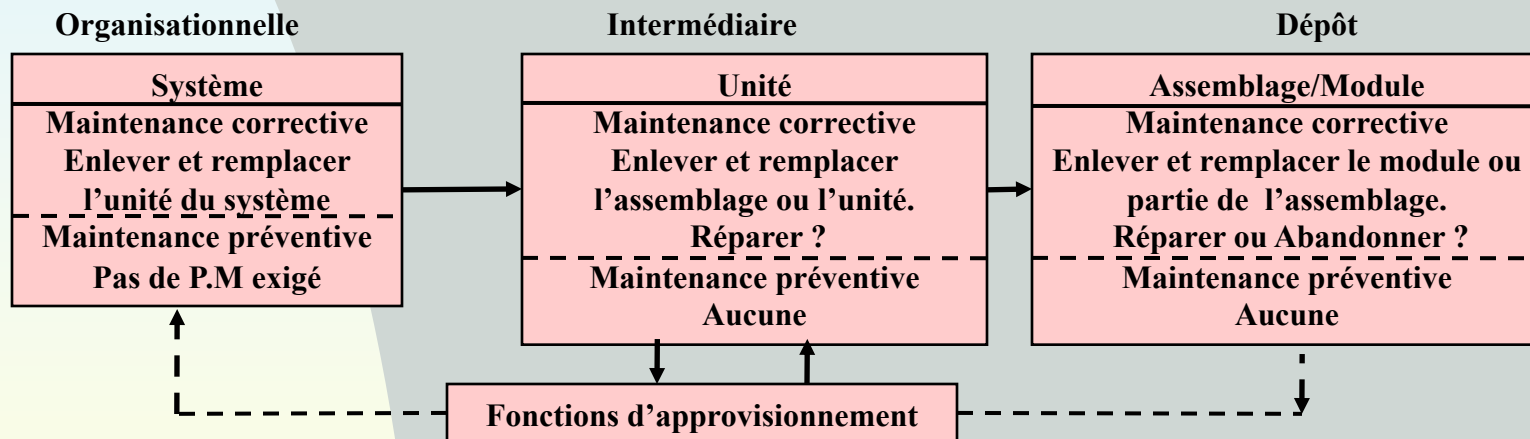 Organisationnelle
Intermédiaire
Dépôt
Système
Maintenance corrective
Enlever et remplacer
l’unité du système
Maintenance préventive
Pas de P.M exigé
Unité
Maintenance corrective
Enlever et remplacer
l’assemblage ou l’unité.
Réparer ?
Maintenance préventive
Aucune
Assemblage/Module
Maintenance corrective
Enlever et remplacer le module ou
partie de l’assemblage.
Réparer ou Abandonner ?
Maintenance préventive
Aucune
Fonctions d’approvisionnement